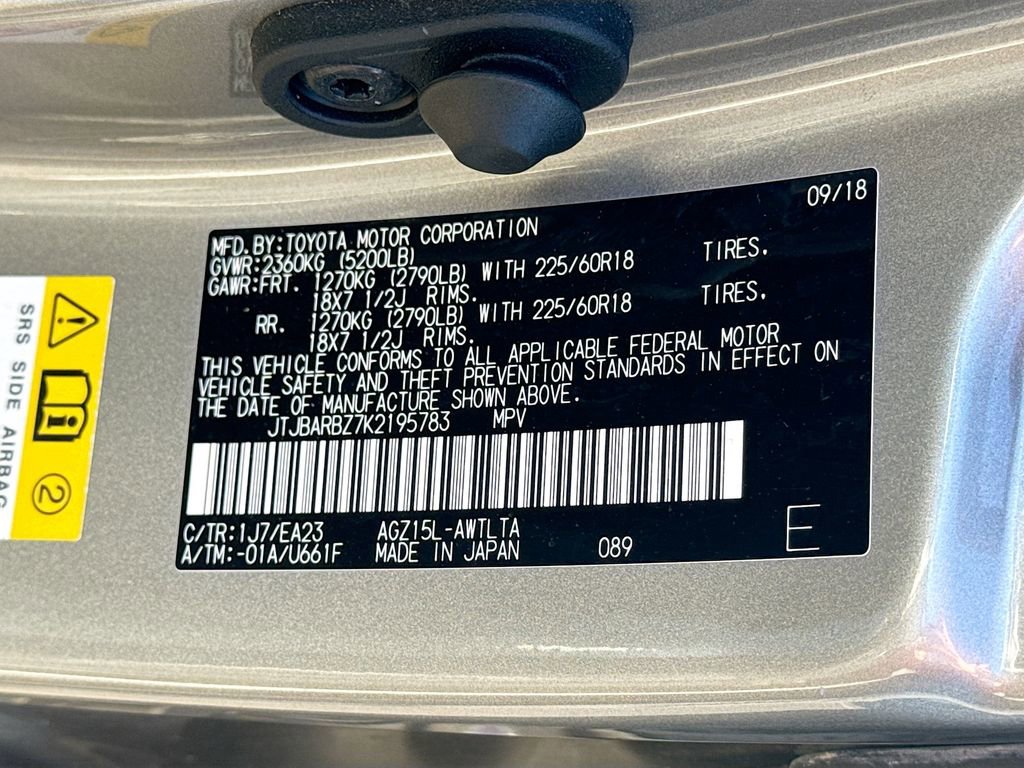 09/18
MFD. BY: TOYOTA MOTOR CORPORATION
GVWR:2360KG (5200LB)
GAWR:FRT. 1270KG (2790LB) WITH 225/60R18 TIRES,
18X7 1/2J RIMS.
RR. 1270KG (2790LB) WITH 225/60R18 TIRES,
18X7 1/2J RIMS.
THIS VEHICLE CONFORMS TO ALL APPLICABLE FEDERAL MOTOR
VEHICLE SAFETY AND THEFT PREVENTION STANDARDS IN EFFECT ON
THE DATE OF MANUFACTURE SHOWN ABOVE.
JTJBARBZ7K2195783 MPV
C/TR:1J7/EA23 AGZ15L-AWTLTA
A/TM:-01A/U661F MADE IN JAPAN 089 E
SRS SIDE AIRBAG
2